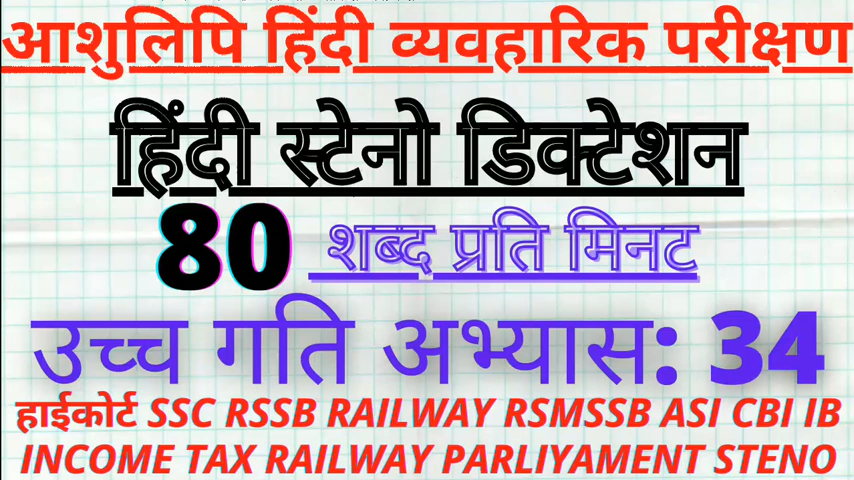 आशुलिपि हिंदी व्यवहारिक परीक्षण
हिंदी स्टेनो डिक्टेशन
80 शब्द प्रति मिनट
उच्च गति अभ्यास: 34
हाईकोर्ट SSC RSSB RAILWAY RSMSSB ASI CBI IB
INCOME TAX RAILWAY PARLIYAMENT STENO